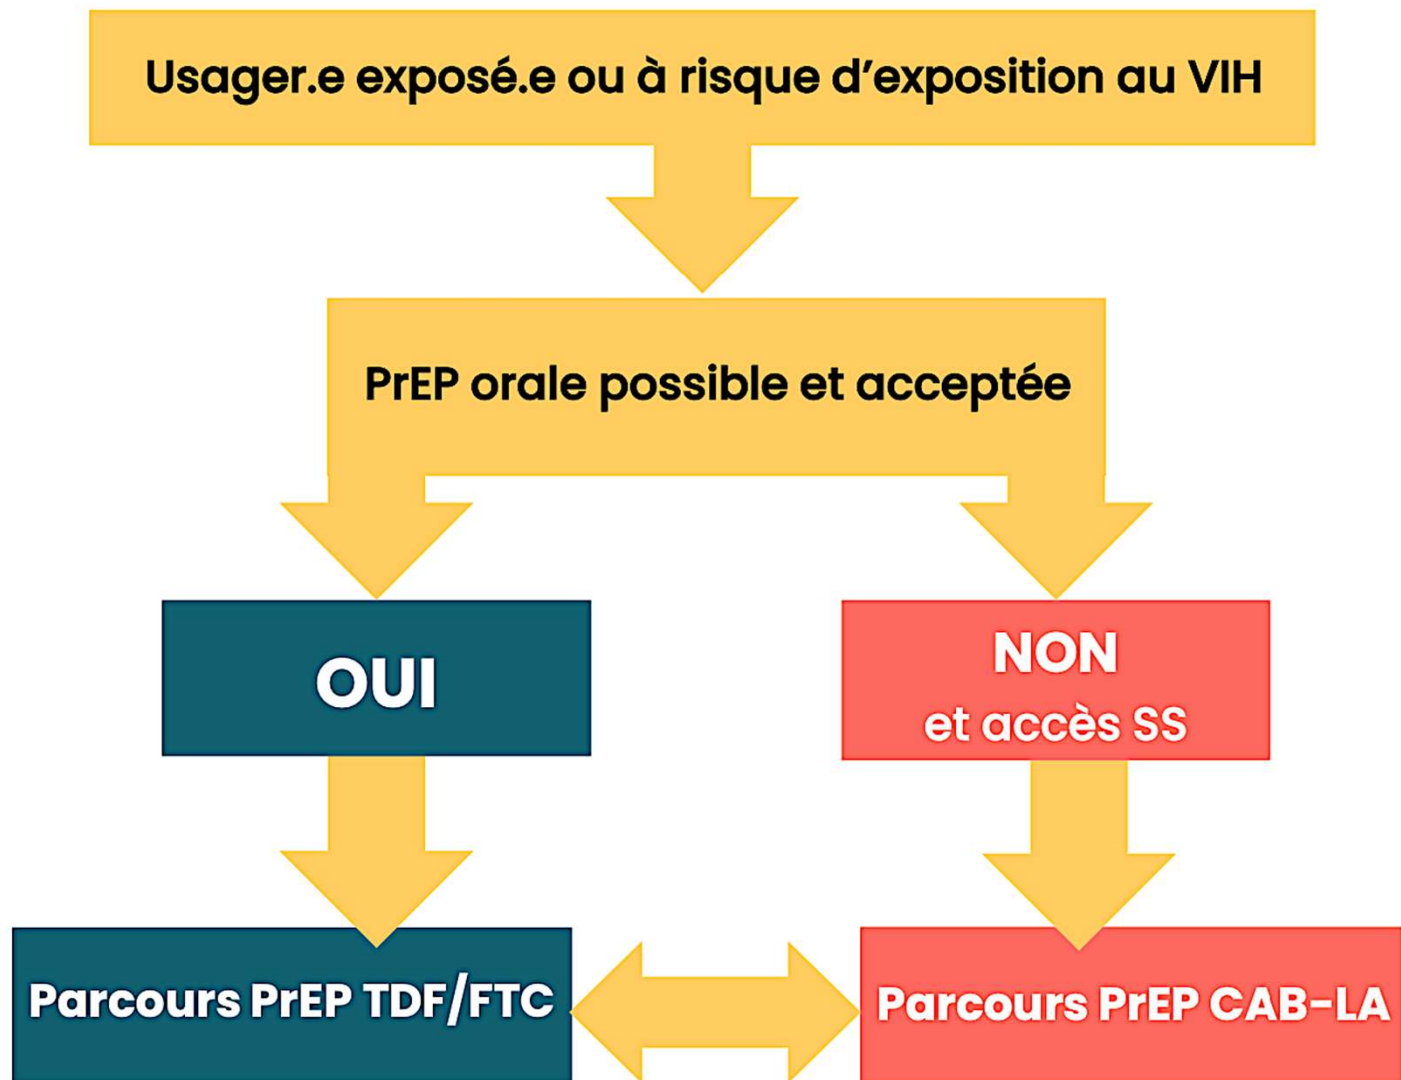 Usager.e exposé.e ou à risque d’exposition au VIH
PrEP orale possible et acceptée
OUI
NON
et accès SS
Parcours PrEP TDF/FTC
Parcours PrEP CAB-LA